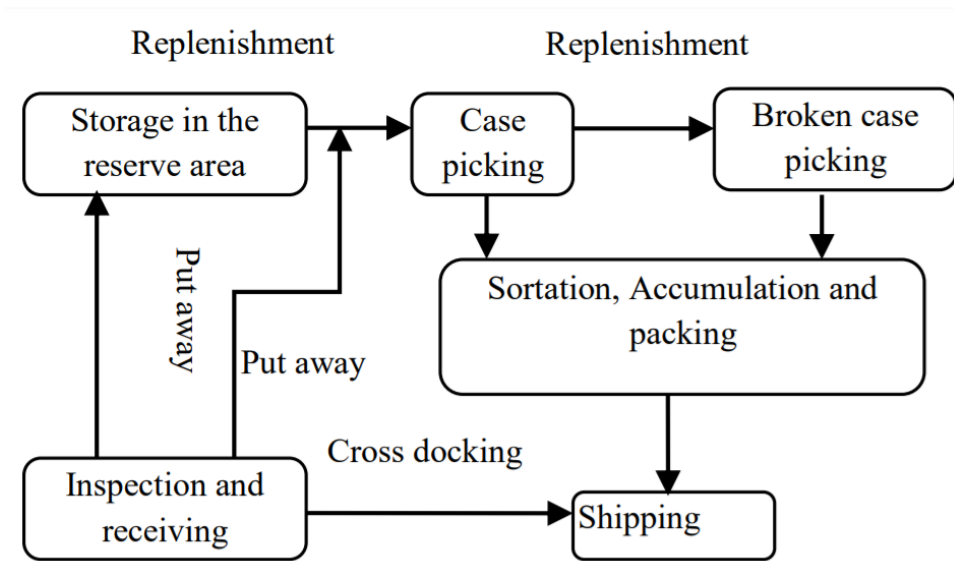 Replenishment
Replenishment
Storage in the
reserve area
Case
picking
Broken case
picking
Put away
Put away
Sortation, Accumulation and
packing
Cross docking
Inspection and
receiving
Shipping